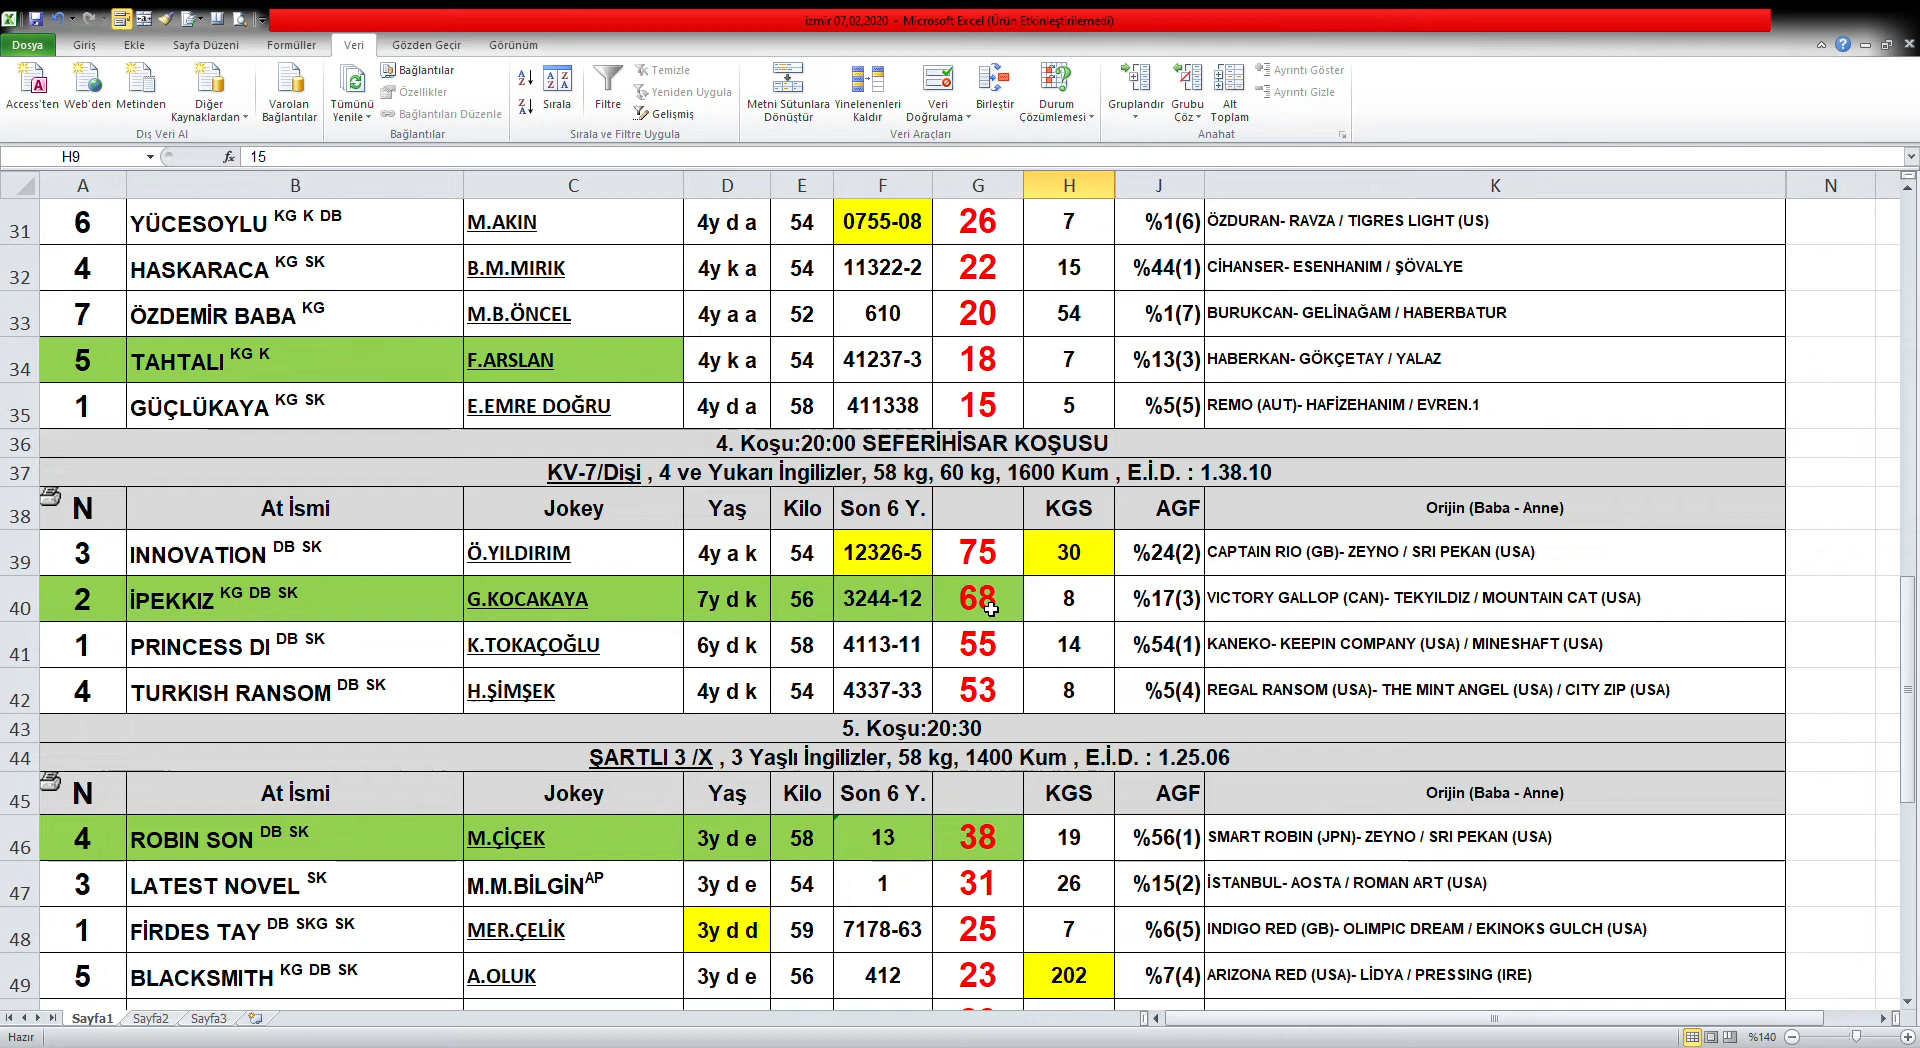 izmir 07,02,2020 - Microsoft Excel (Ürün Etkinleştirilemedi)
Dosya Giriş Ekle Sayfa Düzeni Formüller Veri Gözden Geçir Görünüm
Access'ten Web'den Metinden Diğer Kaynaklardan Varolan Bağlantılar
Dış Veri Al
Tümünü Yenile Bağlantılar Özellikler Bağlantıları Düzenle
Bağlantılar
Sırala Filtre Temizle Yeniden Uygula Gelişmiş
Sırala ve Filtre Uygula
Metni Sütunlara Dönüştür Yinelenenleri Kaldır Veri Doğrulama Birleştir Durum Çözümlemesi
Veri Araçları
Gruplandır Grubu Çöz Alt Toplam Ayrıntı Göster Ayrıntı Gizle
Anahat
H9 fx 15
A B C D E F G H J K N
31 6 YÜCESOYLU KG K DB M.AKIN 4y d a 54 0755-08 26 7 %1(6) ÖZDURAN- RAVZA / TIGRES LIGHT (US)
32 4 HASKARACA KG SK B.M.MIRIK 4y k a 54 11322-2 22 15 %44(1) CİHANSER- ESENHANIM / ŞÖVALYE
33 7 ÖZDEMİR BABA KG M.B.ÖNCEL 4y a a 52 610 20 54 %1(7) BURUKCAN- GELİNAĞAM / HABERBATUR
34 5 TAHTALI KG K F.ARSLAN 4y k a 54 41237-3 18 7 %13(3) HABERKAN- GÖKÇETAY / YALAZ
35 1 GÜÇLÜKAYA KG SK E.EMRE DOĞRU 4y d a 58 411338 15 5 %5(5) REMO (AUT)- HAFİZEHANIM / EVREN.1
36 4. Koşu:20:00 SEFERİHİSAR KOŞUSU
37 KV-7/Dişi , 4 ve Yukarı İngilizler, 58 kg, 60 kg, 1600 Kum , E.İ.D. : 1.38.10
38 N At İsmi Jokey Yaş Kilo Son 6 Y. KGS AGF Orijin (Baba - Anne)
39 3 INNOVATION DB SK Ö.YILDIRIM 4y a k 54 12326-5 75 30 %24(2) CAPTAIN RIO (GB)- ZEYNO / SRI PEKAN (USA)
40 2 İPEKKIZ KG DB SK G.KOCAKAYA 7y d k 56 3244-12 68 8 %17(3) VICTORY GALLOP (CAN)- TEKYILDIZ / MOUNTAIN CAT (USA)
41 1 PRINCESS DI DB SK K.TOKAÇOĞLU 6y d k 58 4113-11 55 14 %54(1) KANEKO- KEEPIN COMPANY (USA) / MINESHAFT (USA)
42 4 TURKISH RANSOM DB SK H.ŞİMŞEK 4y d k 54 4337-33 53 8 %5(4) REGAL RANSOM (USA)- THE MINT ANGEL (USA) / CITY ZIP (USA)
43 5. Koşu:20:30
44 ŞARTLI 3 /X , 3 Yaşlı İngilizler, 58 kg, 1400 Kum , E.İ.D. : 1.25.06
45 N At İsmi Jokey Yaş Kilo Son 6 Y. KGS AGF Orijin (Baba - Anne)
46 4 ROBIN SON DB SK M.ÇİÇEK 3y d e 58 13 38 19 %56(1) SMART ROBIN (JPN)- ZEYNO / SRI PEKAN (USA)
47 3 LATEST NOVEL SK M.M.BİLGİN AP 3y d e 54 1 31 26 %15(2) İSTANBUL- AOSTA / ROMAN ART (USA)
48 1 FİRDES TAY DB SKG SK MER.ÇELİK 3y d d 59 7178-63 25 7 %6(5) INDIGO RED (GB)- OLIMPIC DREAM / EKINOKS GULCH (USA)
49 5 BLACKSMITH KG DB SK A.OLUK 3y d e 56 412 23 202 %7(4) ARIZONA RED (USA)- LİDYA / PRESSING (IRE)
Sayfa1 Sayfa2 Sayfa3
Hazır %140